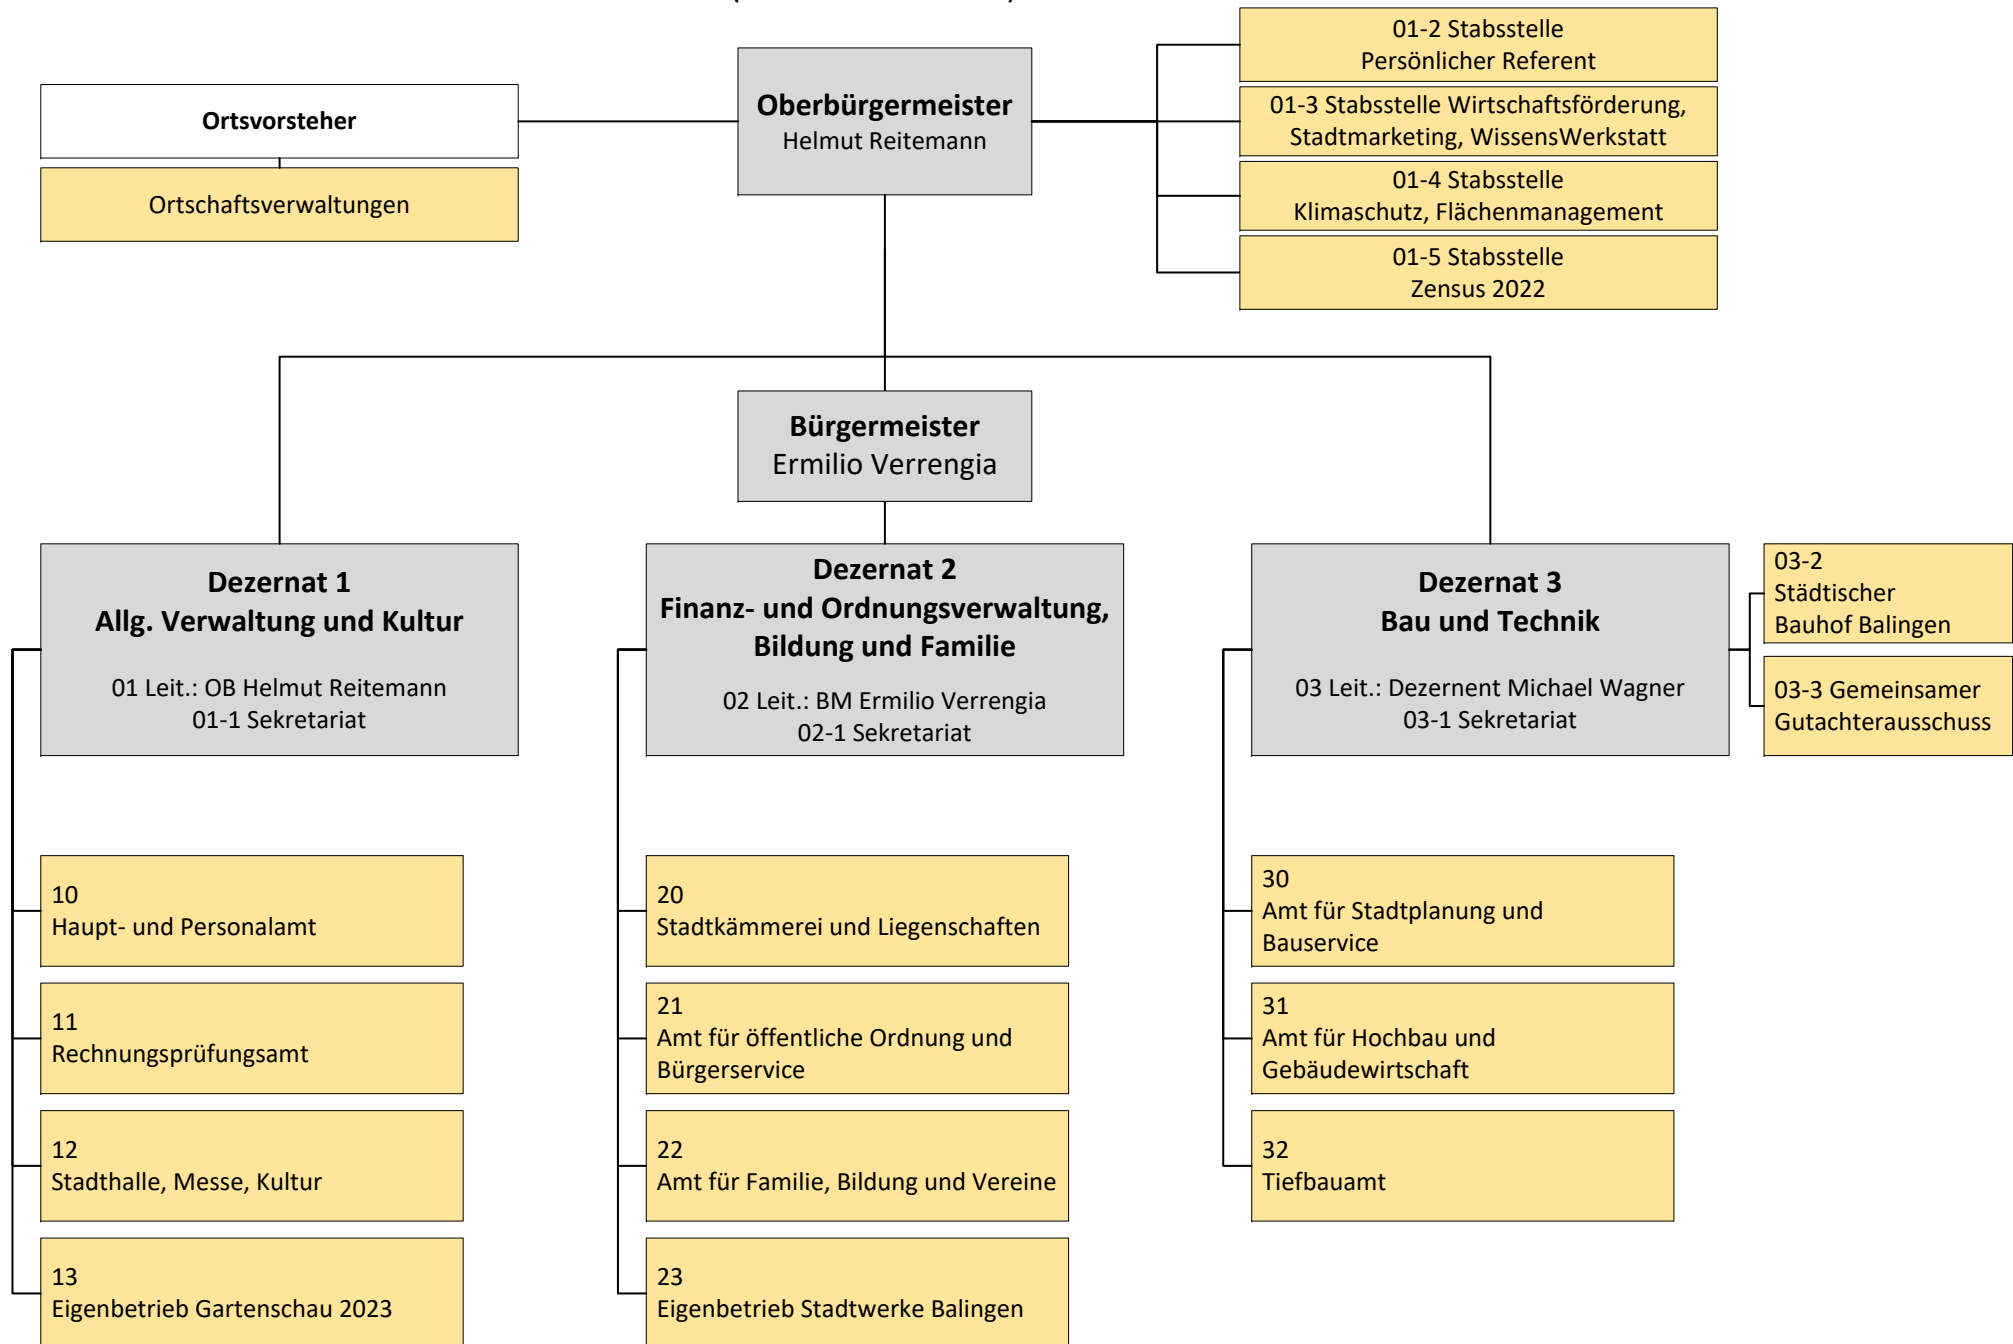 Oberbürgermeister
Helmut Reitemann
Ortsvorsteher
Ortschaftsverwaltungen
01-2 Stabsstelle
Persönlicher Referent
01-3 Stabsstelle Wirtschaftsförderung,
Stadtmarketing, WissensWerkstatt
01-4 Stabsstelle
Klimaschutz, Flächenmanagement
01-5 Stabsstelle
Zensus 2022
Bürgermeister
Ermilio Verrengia
Dezernat 1
Allg. Verwaltung und Kultur
01 Leit.: OB Helmut Reitemann
01-1 Sekretariat
10
Haupt- und Personalamt
11
Rechnungsprüfungsamt
12
Stadthalle, Messe, Kultur
13
Eigenbetrieb Gartenschau 2023
Dezernat 2
Finanz- und Ordnungsverwaltung,
Bildung und Familie
02 Leit.: BM Ermilio Verrengia
02-1 Sekretariat
20
Stadtkämmerei und Liegenschaften
21
Amt für öffentliche Ordnung und
Bürgerservice
22
Amt für Familie, Bildung und Vereine
23
Eigenbetrieb Stadtwerke Balingen
Dezernat 3
Bau und Technik
03 Leit.: Dezernent Michael Wagner
03-1 Sekretariat
03-2
Städtischer
Bauhof Balingen
03-3 Gemeinsamer
Gutachterausschuss
30
Amt für Stadtplanung und
Bauservice
31
Amt für Hochbau und
Gebäudewirtschaft
32
Tiefbauamt